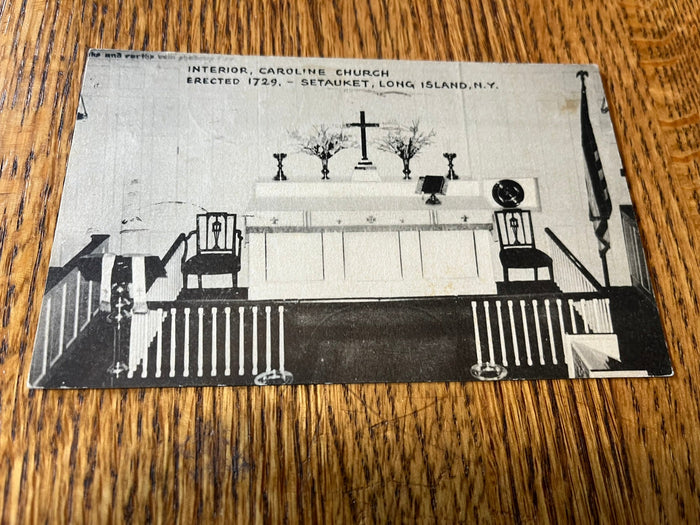 INTERIOR, CAROLINE CHURCH
ERECTED 1729, - SETAUKET, LONG ISLAND, N.Y.